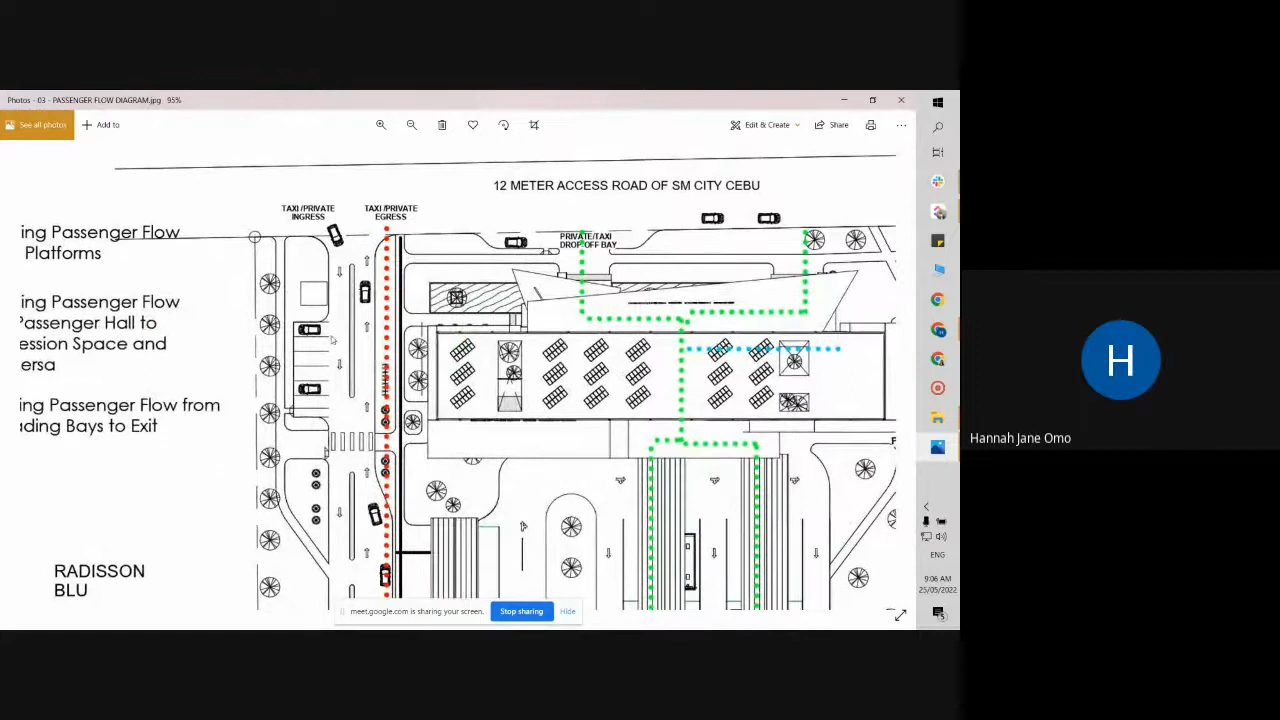 Photos - 03 - PASSENGER FLOW DIAGRAM.jpg 95%
See all photos
Add to
Edit & Create
Share
12 METER ACCESS ROAD OF SM CITY CEBU
TAXI /PRIVATE
INGRESS
TAXI /PRIVATE
EGRESS
PRIVATE/TAXI
DROP-OFF BAY
ing Passenger Flow
Platforms
ing Passenger Flow
Passenger Hall to
ession Space and
ersa
ing Passenger Flow from
ading Bays to Exit
RADISSON
BLU
meet.google.com is sharing your screen.
Stop sharing
Hide
ENG
9:06 AM
25/05/2022
H
Hannah Jane Omo